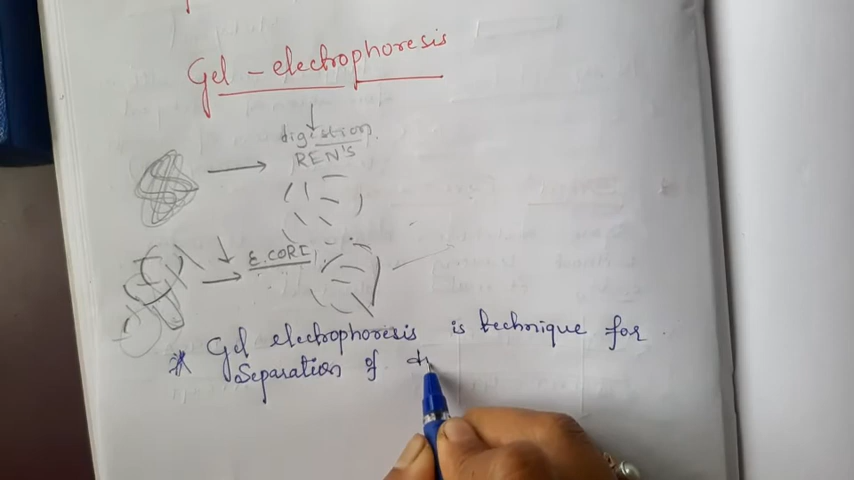 Gel - electrophoresis
digestion
REN'S
E.CORI
* Gel electrophoresis is technique for
Separation of